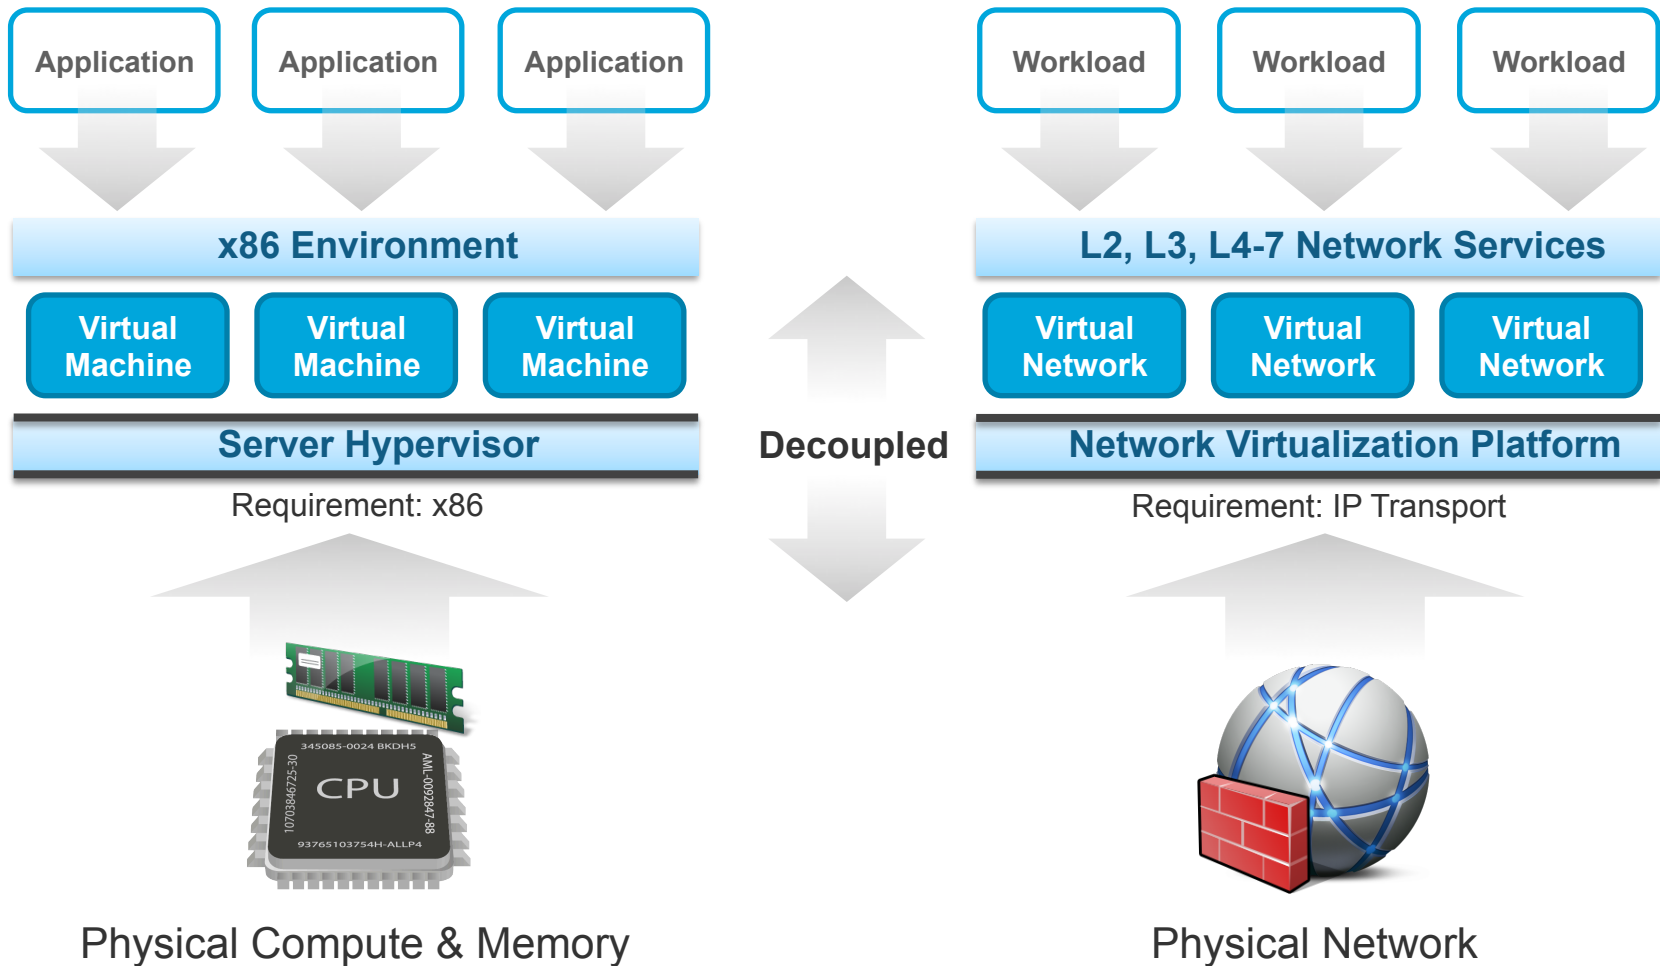 Application
Application
Application
x86 Environment
Virtual
Machine
Virtual
Machine
Virtual
Machine
Server Hypervisor
Requirement: x86
345085-0024 BKDH5
10703846725-30
CPU
AML-0092847-88
93765103754H-ALLP4
Physical Compute & Memory
Decoupled
Workload
Workload
Workload
L2, L3, L4-7 Network Services
Virtual
Network
Virtual
Network
Virtual
Network
Network Virtualization Platform
Requirement: IP Transport
Physical Network